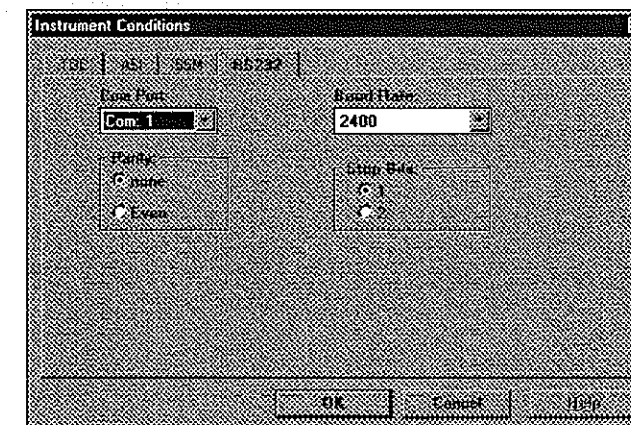 Instrument Conditions
TOC ASI SSM RS232
Com Port: Baud Rate:
Com: 1 2400
Parity: Stop Bits:
none 1
Even 2
OK Cancel Help